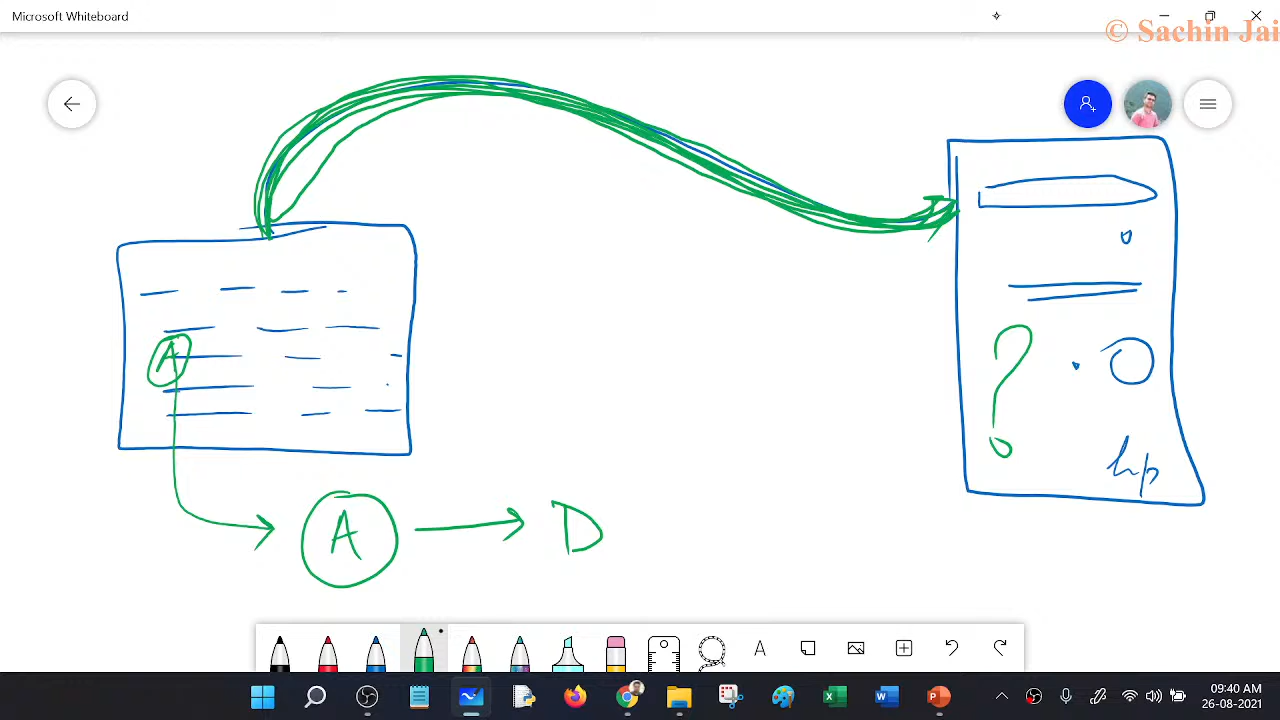 Microsoft Whiteboard
© Sachin Jai
A
?
hp
A → D
A
09:40 AM
26-08-2021